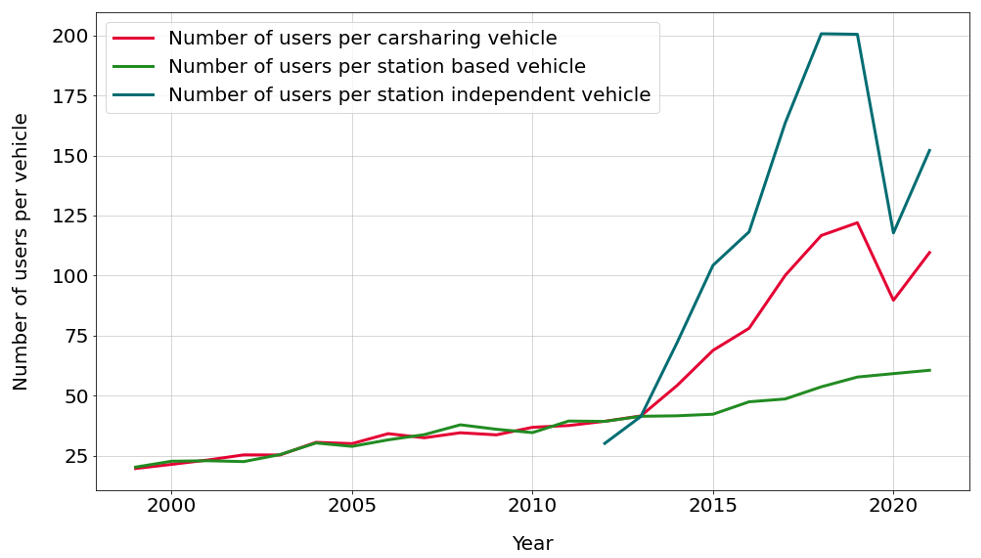 Number of users per carsharing vehicle
Number of users per station based vehicle
Number of users per station independent vehicle
Number of users per vehicle
200
175
150
125
100
75
50
25
2000 2005 2010 2015 2020
Year